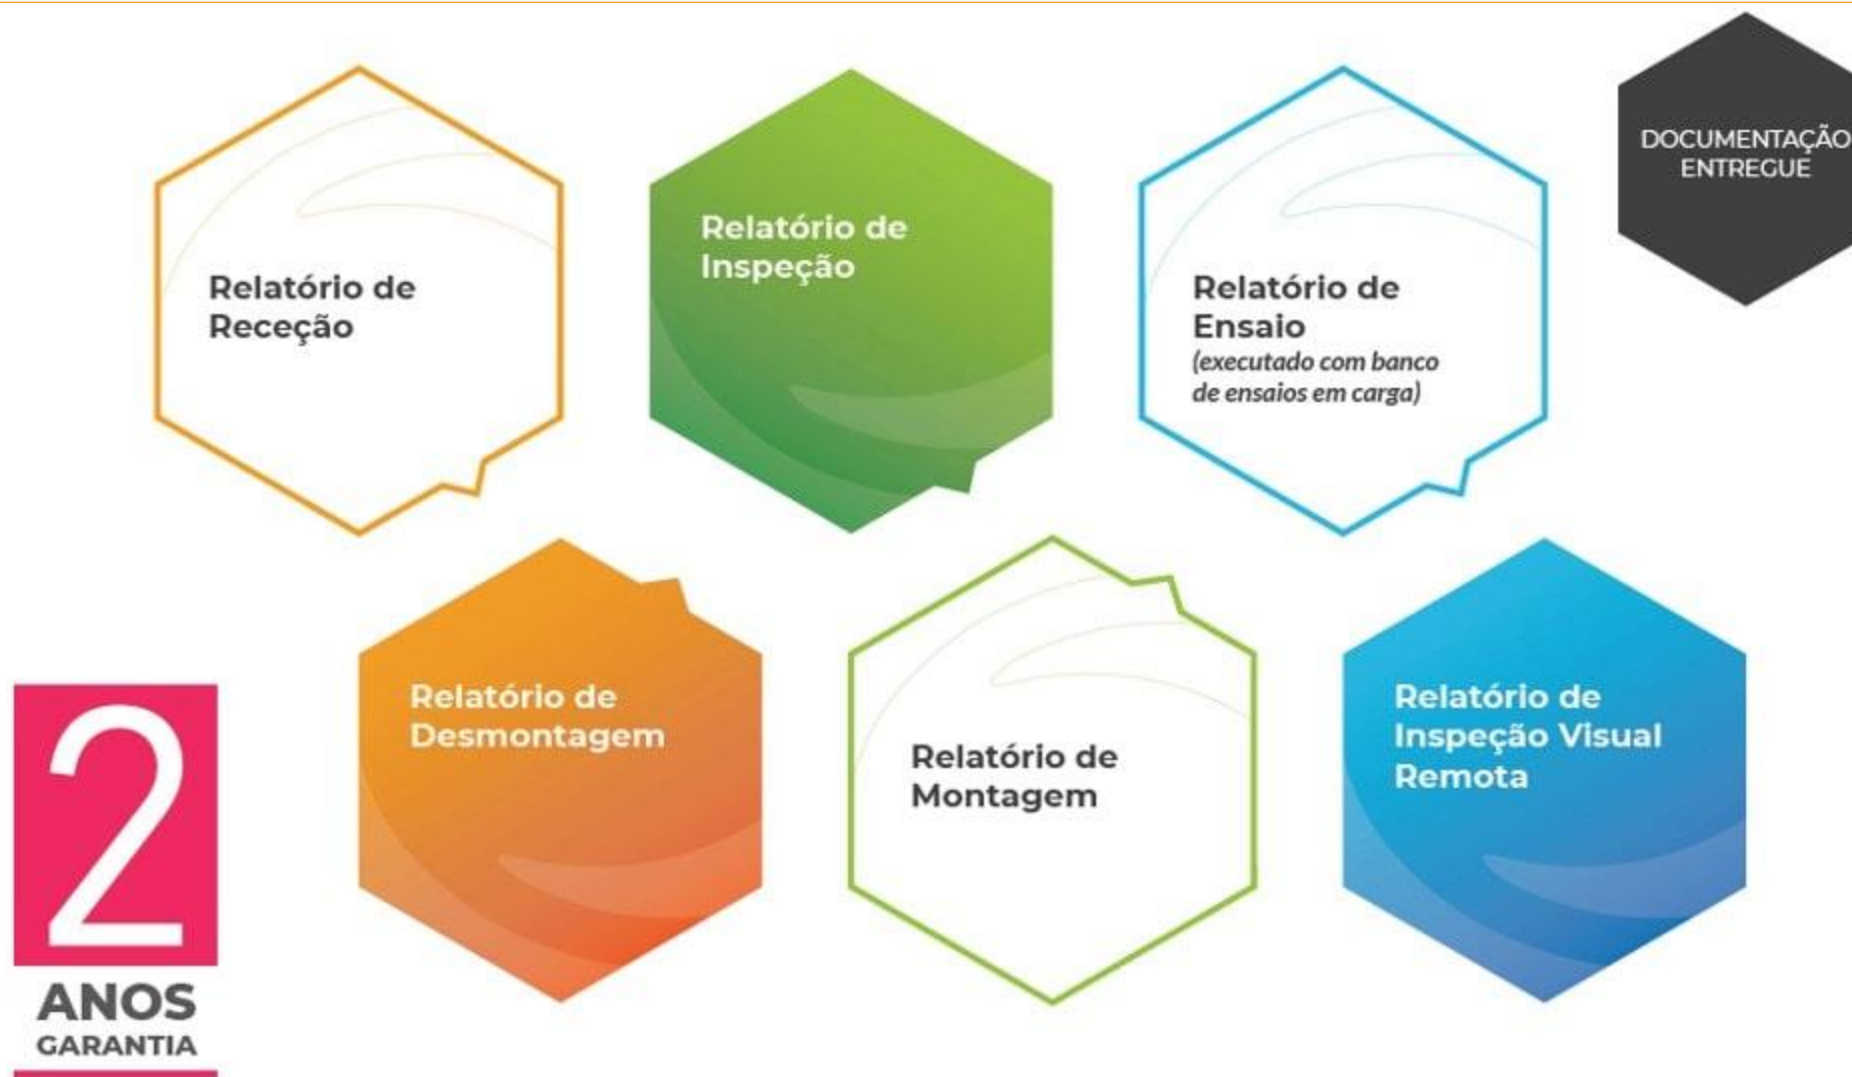 DOCUMENTAÇÃO
ENTREGUE
Relatório de
Receção
Relatório de
Inspeção
Relatório de
Ensaio
(executado com banco
de ensaios em carga)
Relatório de
Desmontagem
Relatório de
Montagem
Relatório de
Inspeção Visual
Remota
2
ANOS
GARANTIA